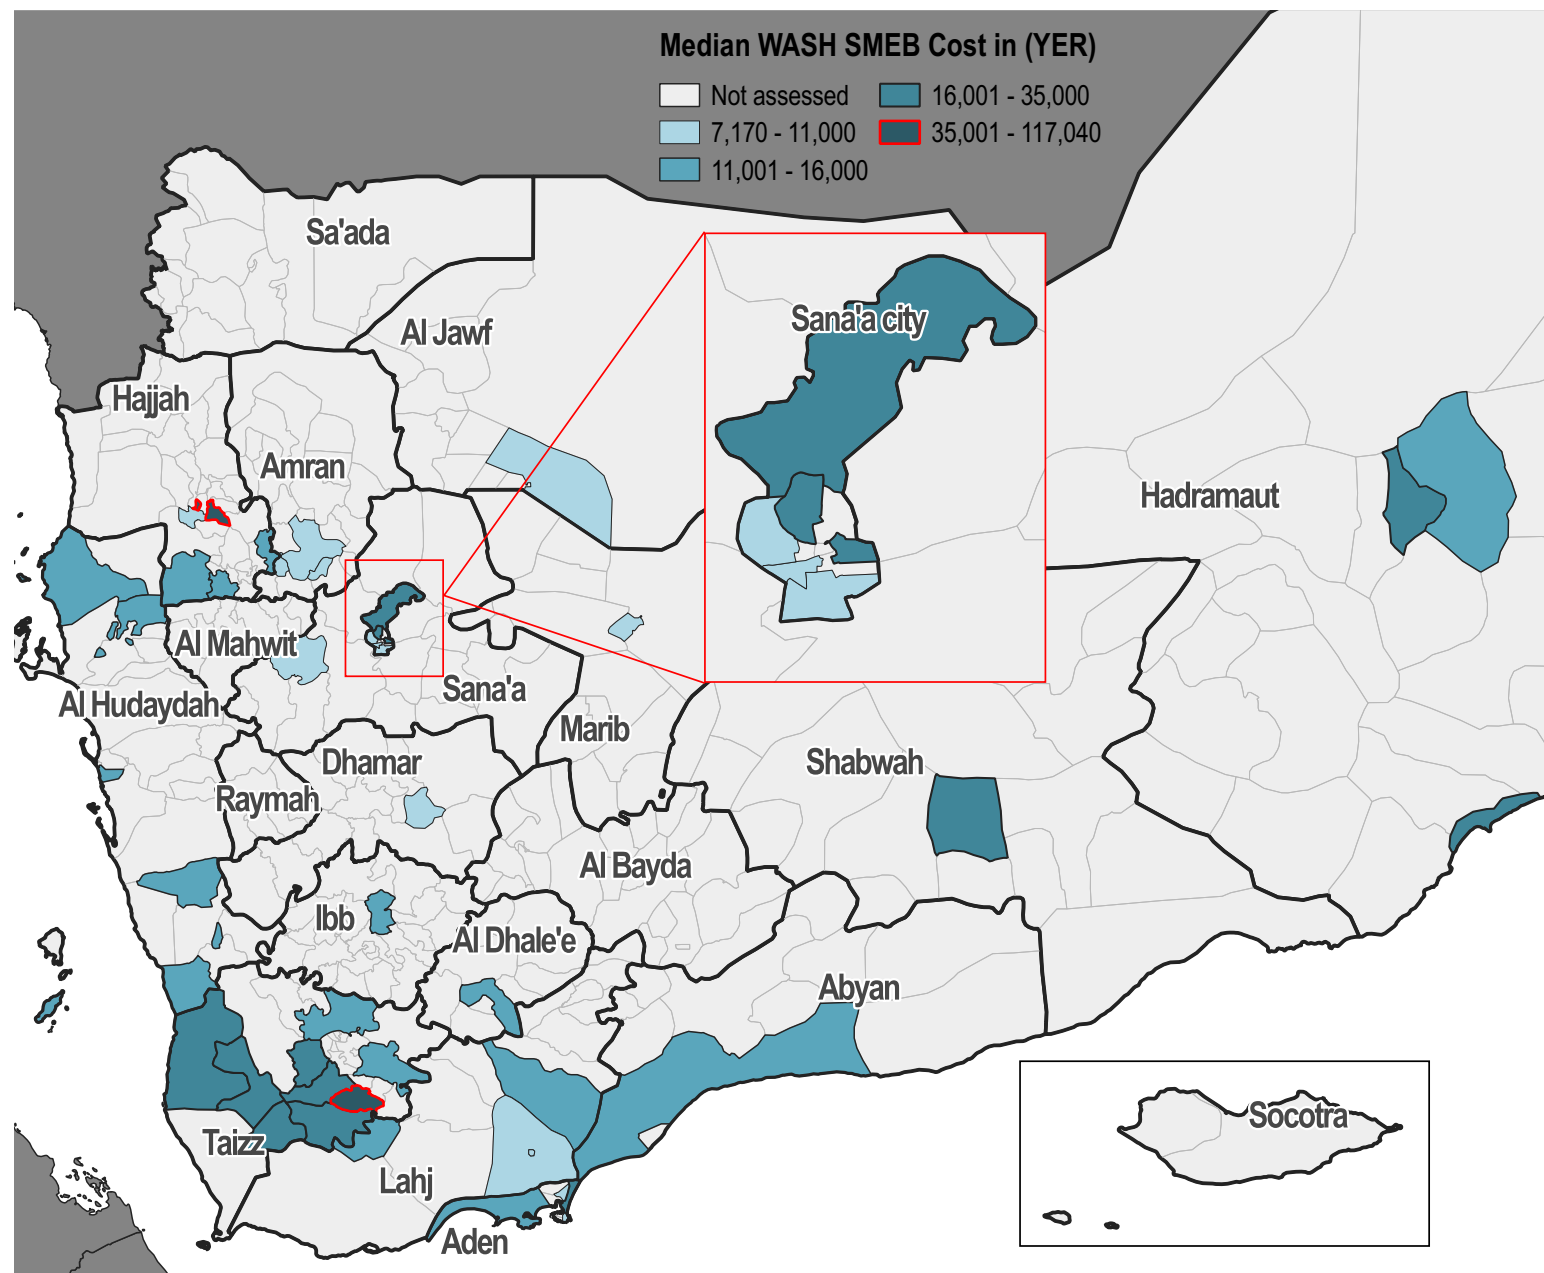 Median WASH SMEB Cost in (YER)
Not assessed
16,001 - 35,000
7,170 - 11,000
35,001 - 117,040
11,001 - 16,000
Sa'ada
Al Jawf
Sana'a city
Hajjah
Amran
Hadramaut
Al Mahwit
Sana'a
Al Hudaydah
Marib
Dhamar
Shabwah
Raymah
Al Bayda
Ibb
Al Dhale'e
Abyan
Socotra
Taizz
Lahj
Aden